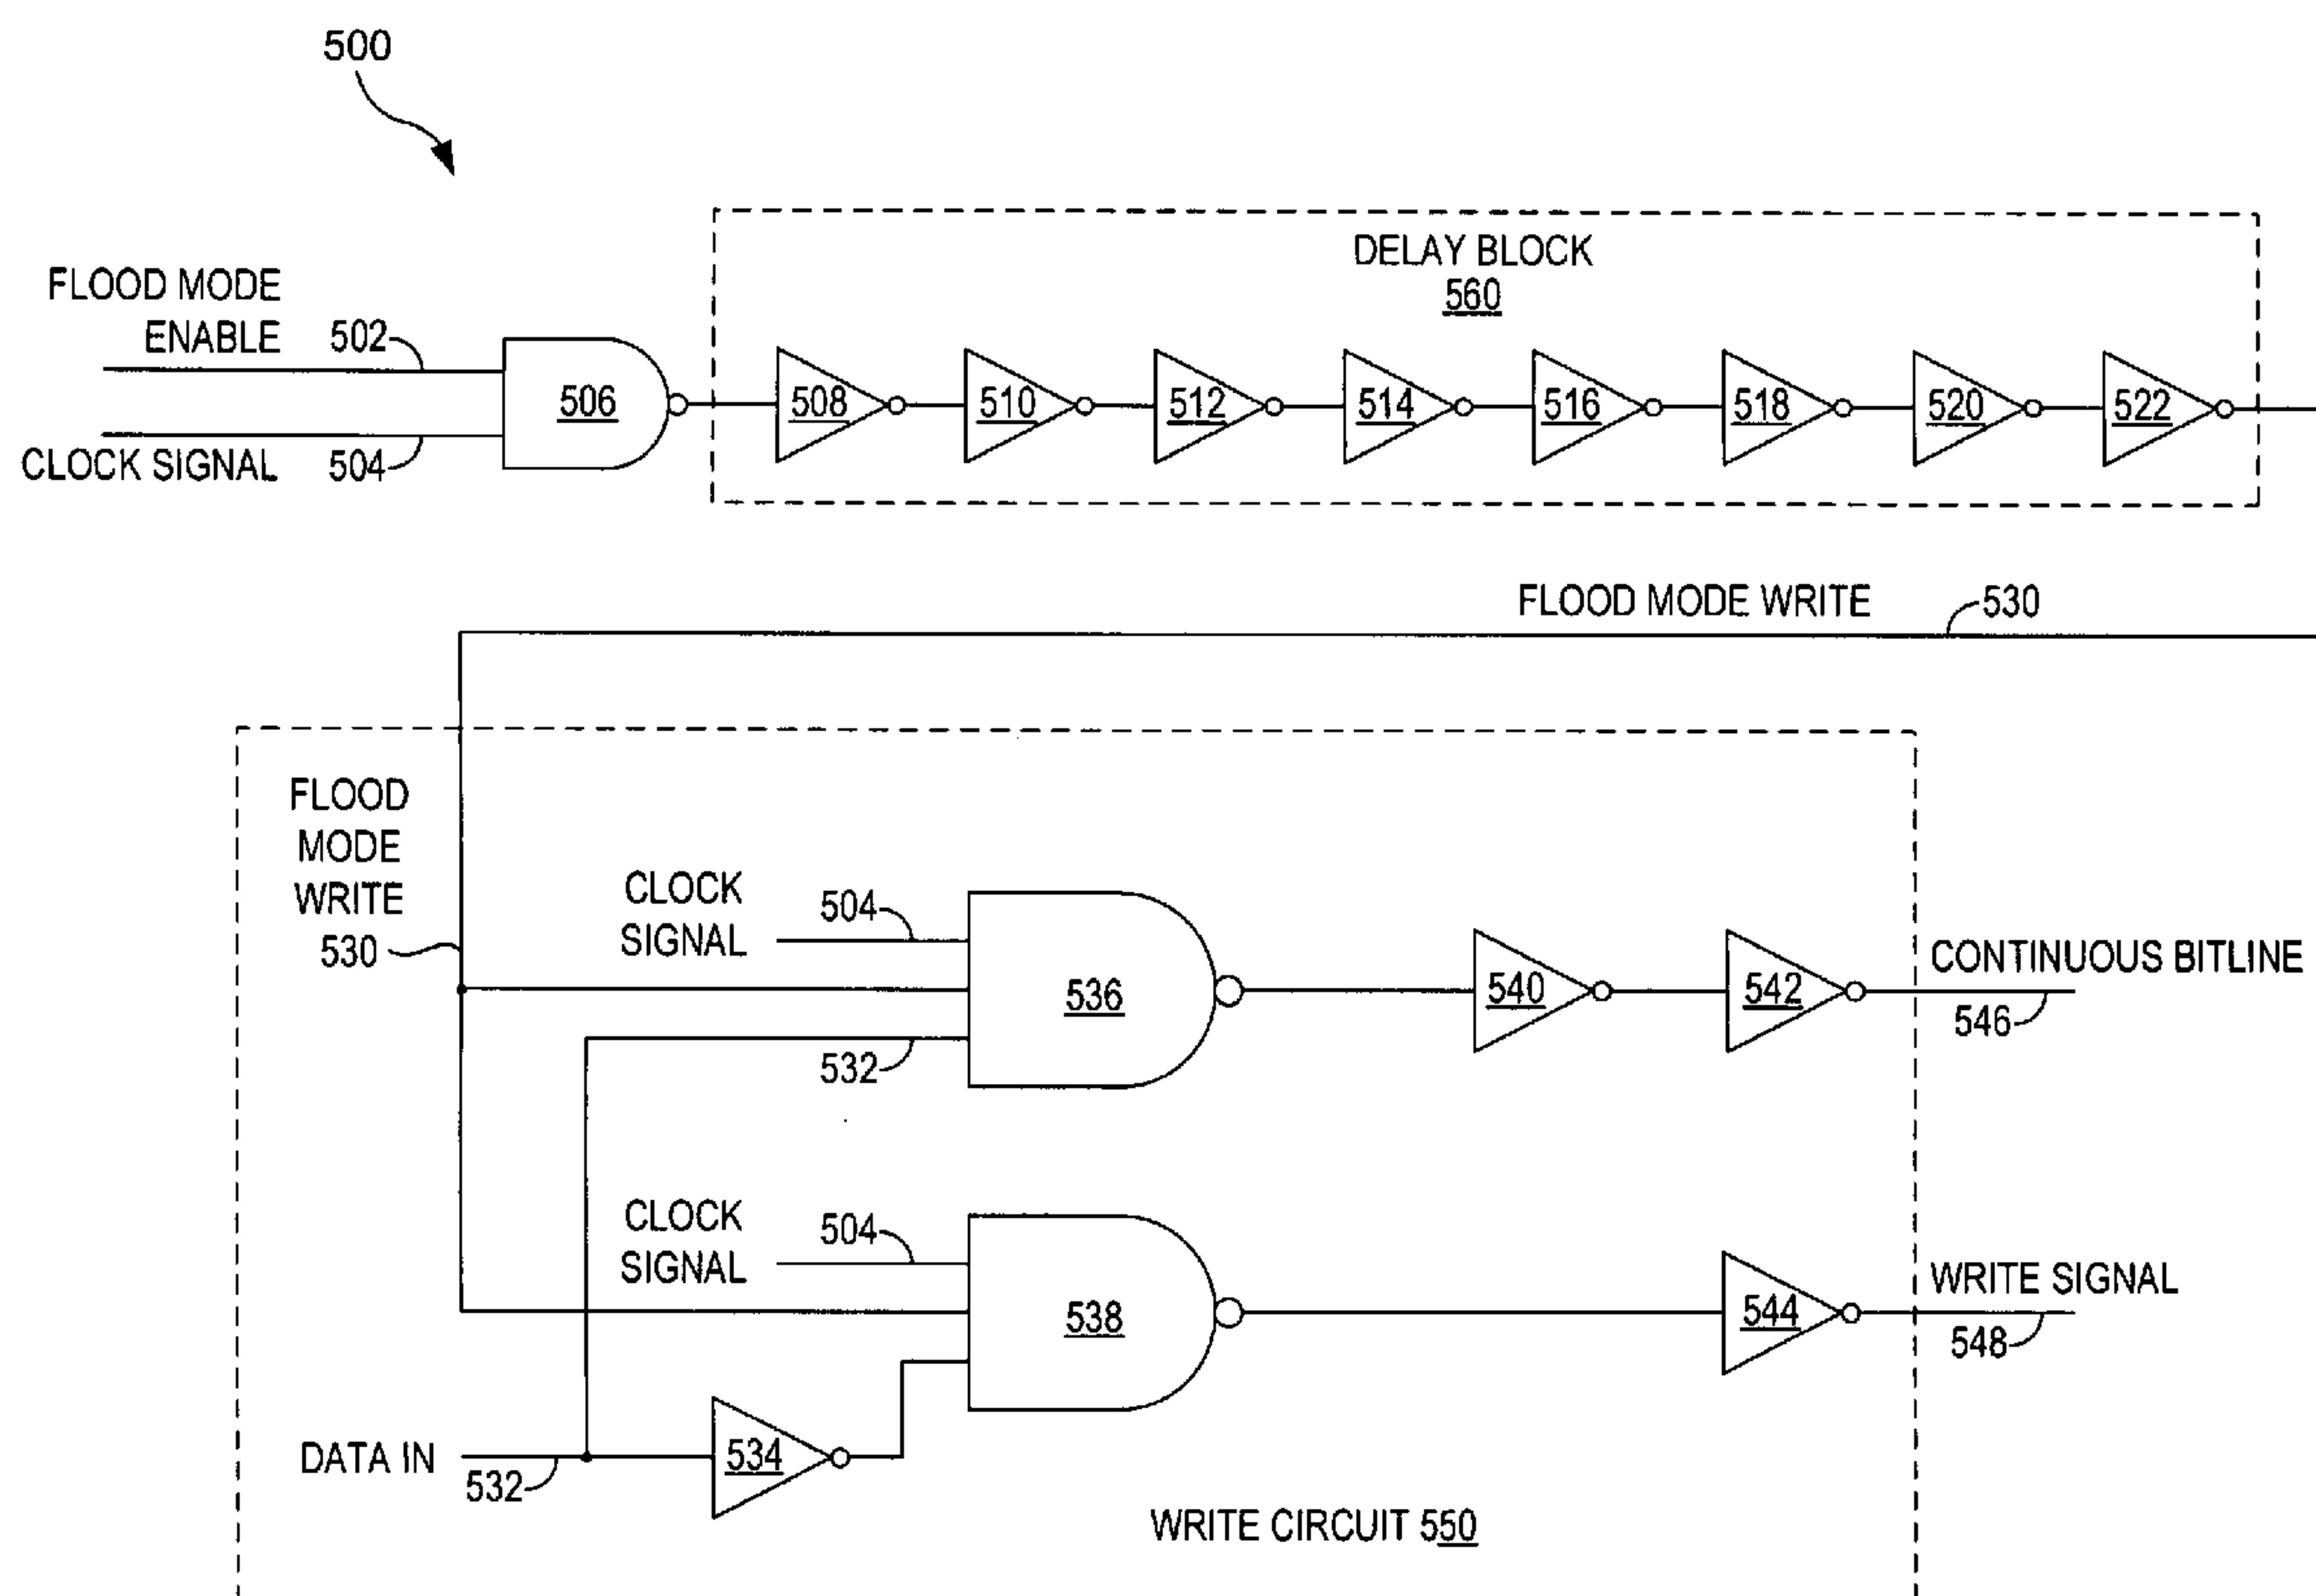 500
DELAY BLOCK
560
FLOOD MODE
ENABLE
502
506
508
510
512
514
516
518
520
522
CLOCK SIGNAL
504
FLOOD MODE WRITE
530
FLOOD
MODE
WRITE
530
CLOCK
SIGNAL
504
536
532
540
542
CONTINUOUS BITLINE
546
CLOCK
SIGNAL
504
538
544
WRITE SIGNAL
548
DATA IN
532
534
WRITE CIRCUIT 550